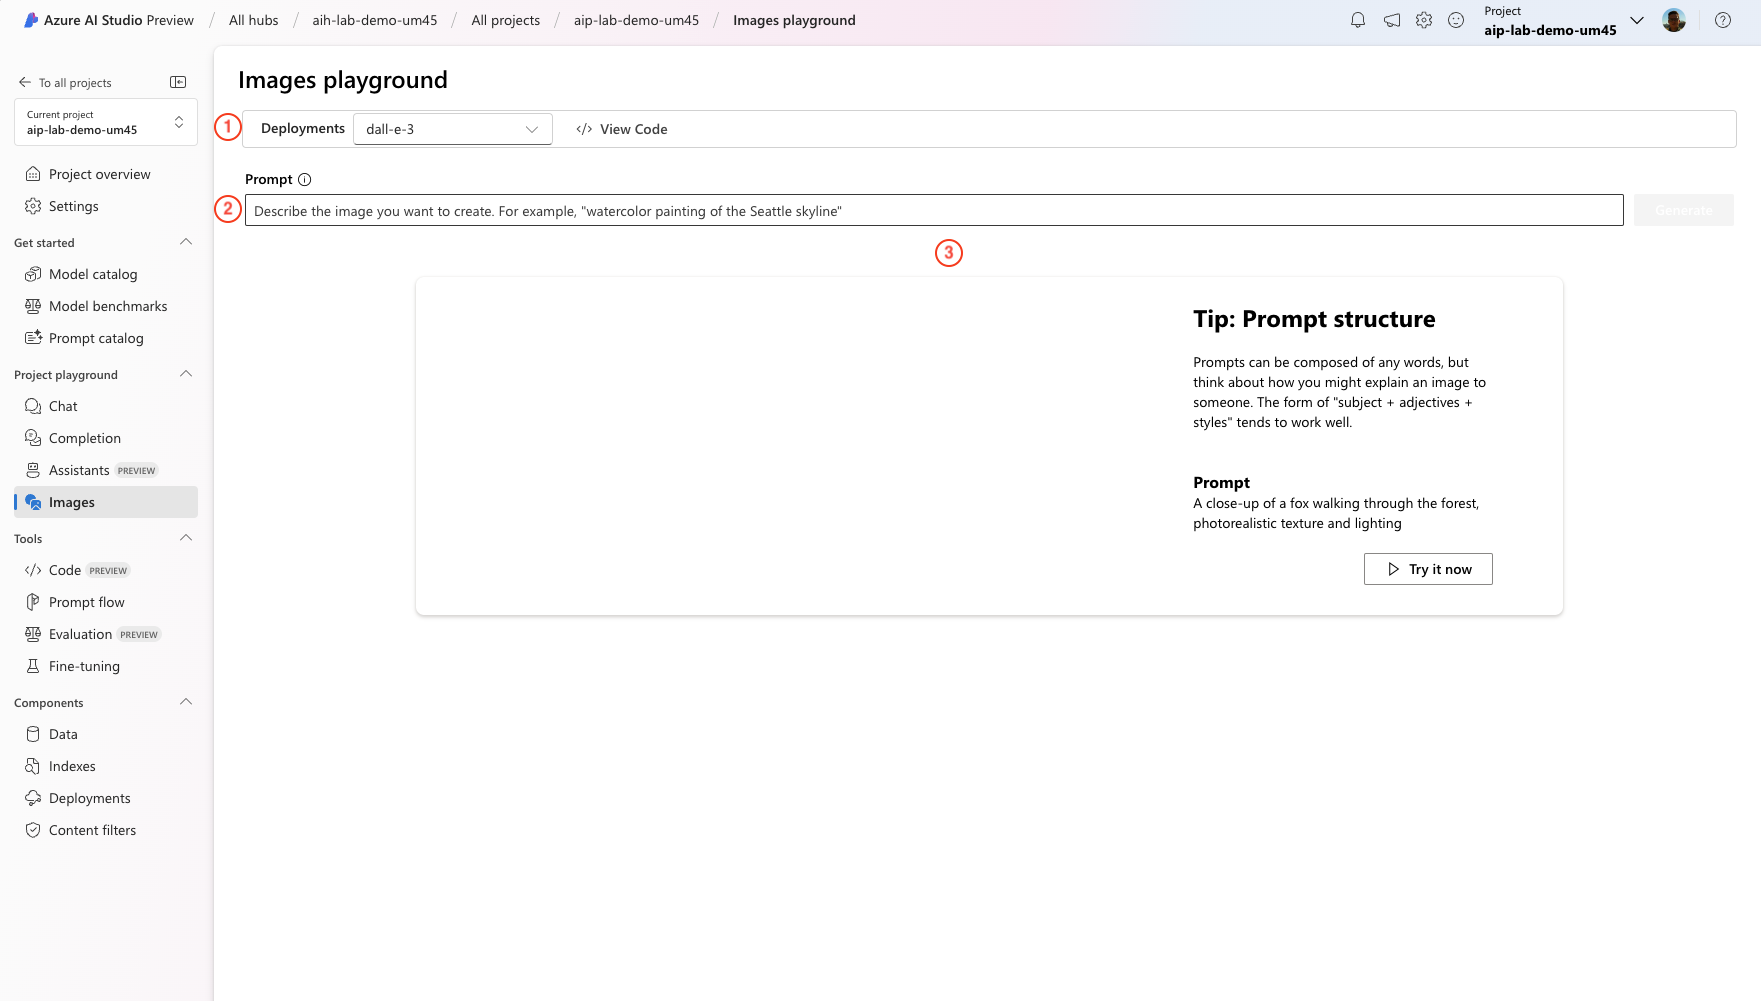 Azure AI Studio Preview / All hubs / aih-lab-demo-um45 / All projects / aip-lab-demo-um45 / Images playground
Project
aip-lab-demo-um45
To all projects
Current project
aip-lab-demo-um45
Project overview
Settings
Get started
Model catalog
Model benchmarks
Prompt catalog
Project playground
Chat
Completion
Assistants PREVIEW
Images
Tools
Code PREVIEW
Prompt flow
Evaluation PREVIEW
Fine-tuning
Components
Data
Indexes
Deployments
Content filters
Images playground
1 Deployments dall-e-3 </> View Code
Prompt
2 Describe the image you want to create. For example, "watercolor painting of the Seattle skyline" Generate
3
Tip: Prompt structure
Prompts can be composed of any words, but
think about how you might explain an image to
someone. The form of "subject + adjectives +
styles" tends to work well.
Prompt
A close-up of a fox walking through the forest,
photorealistic texture and lighting
Try it now